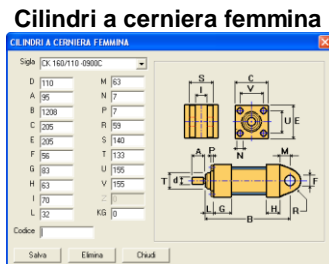 Cilindri a cerniera femmina
CILINDRI A CERNIERA FEMMINA
Sigla CK 160/110 -0900C
D 110 M 63
A 95 N 7
B 1208 P 7
C 205 R 59
E 205 S 140
F 56 T 133
G 83 U 155
H 63 V 155
I 70 Z 0
L 32 KG 0
Codice
Salva Elimina Chiudi
S C
I V
U E
N
A P M
T d F
L G H R
B